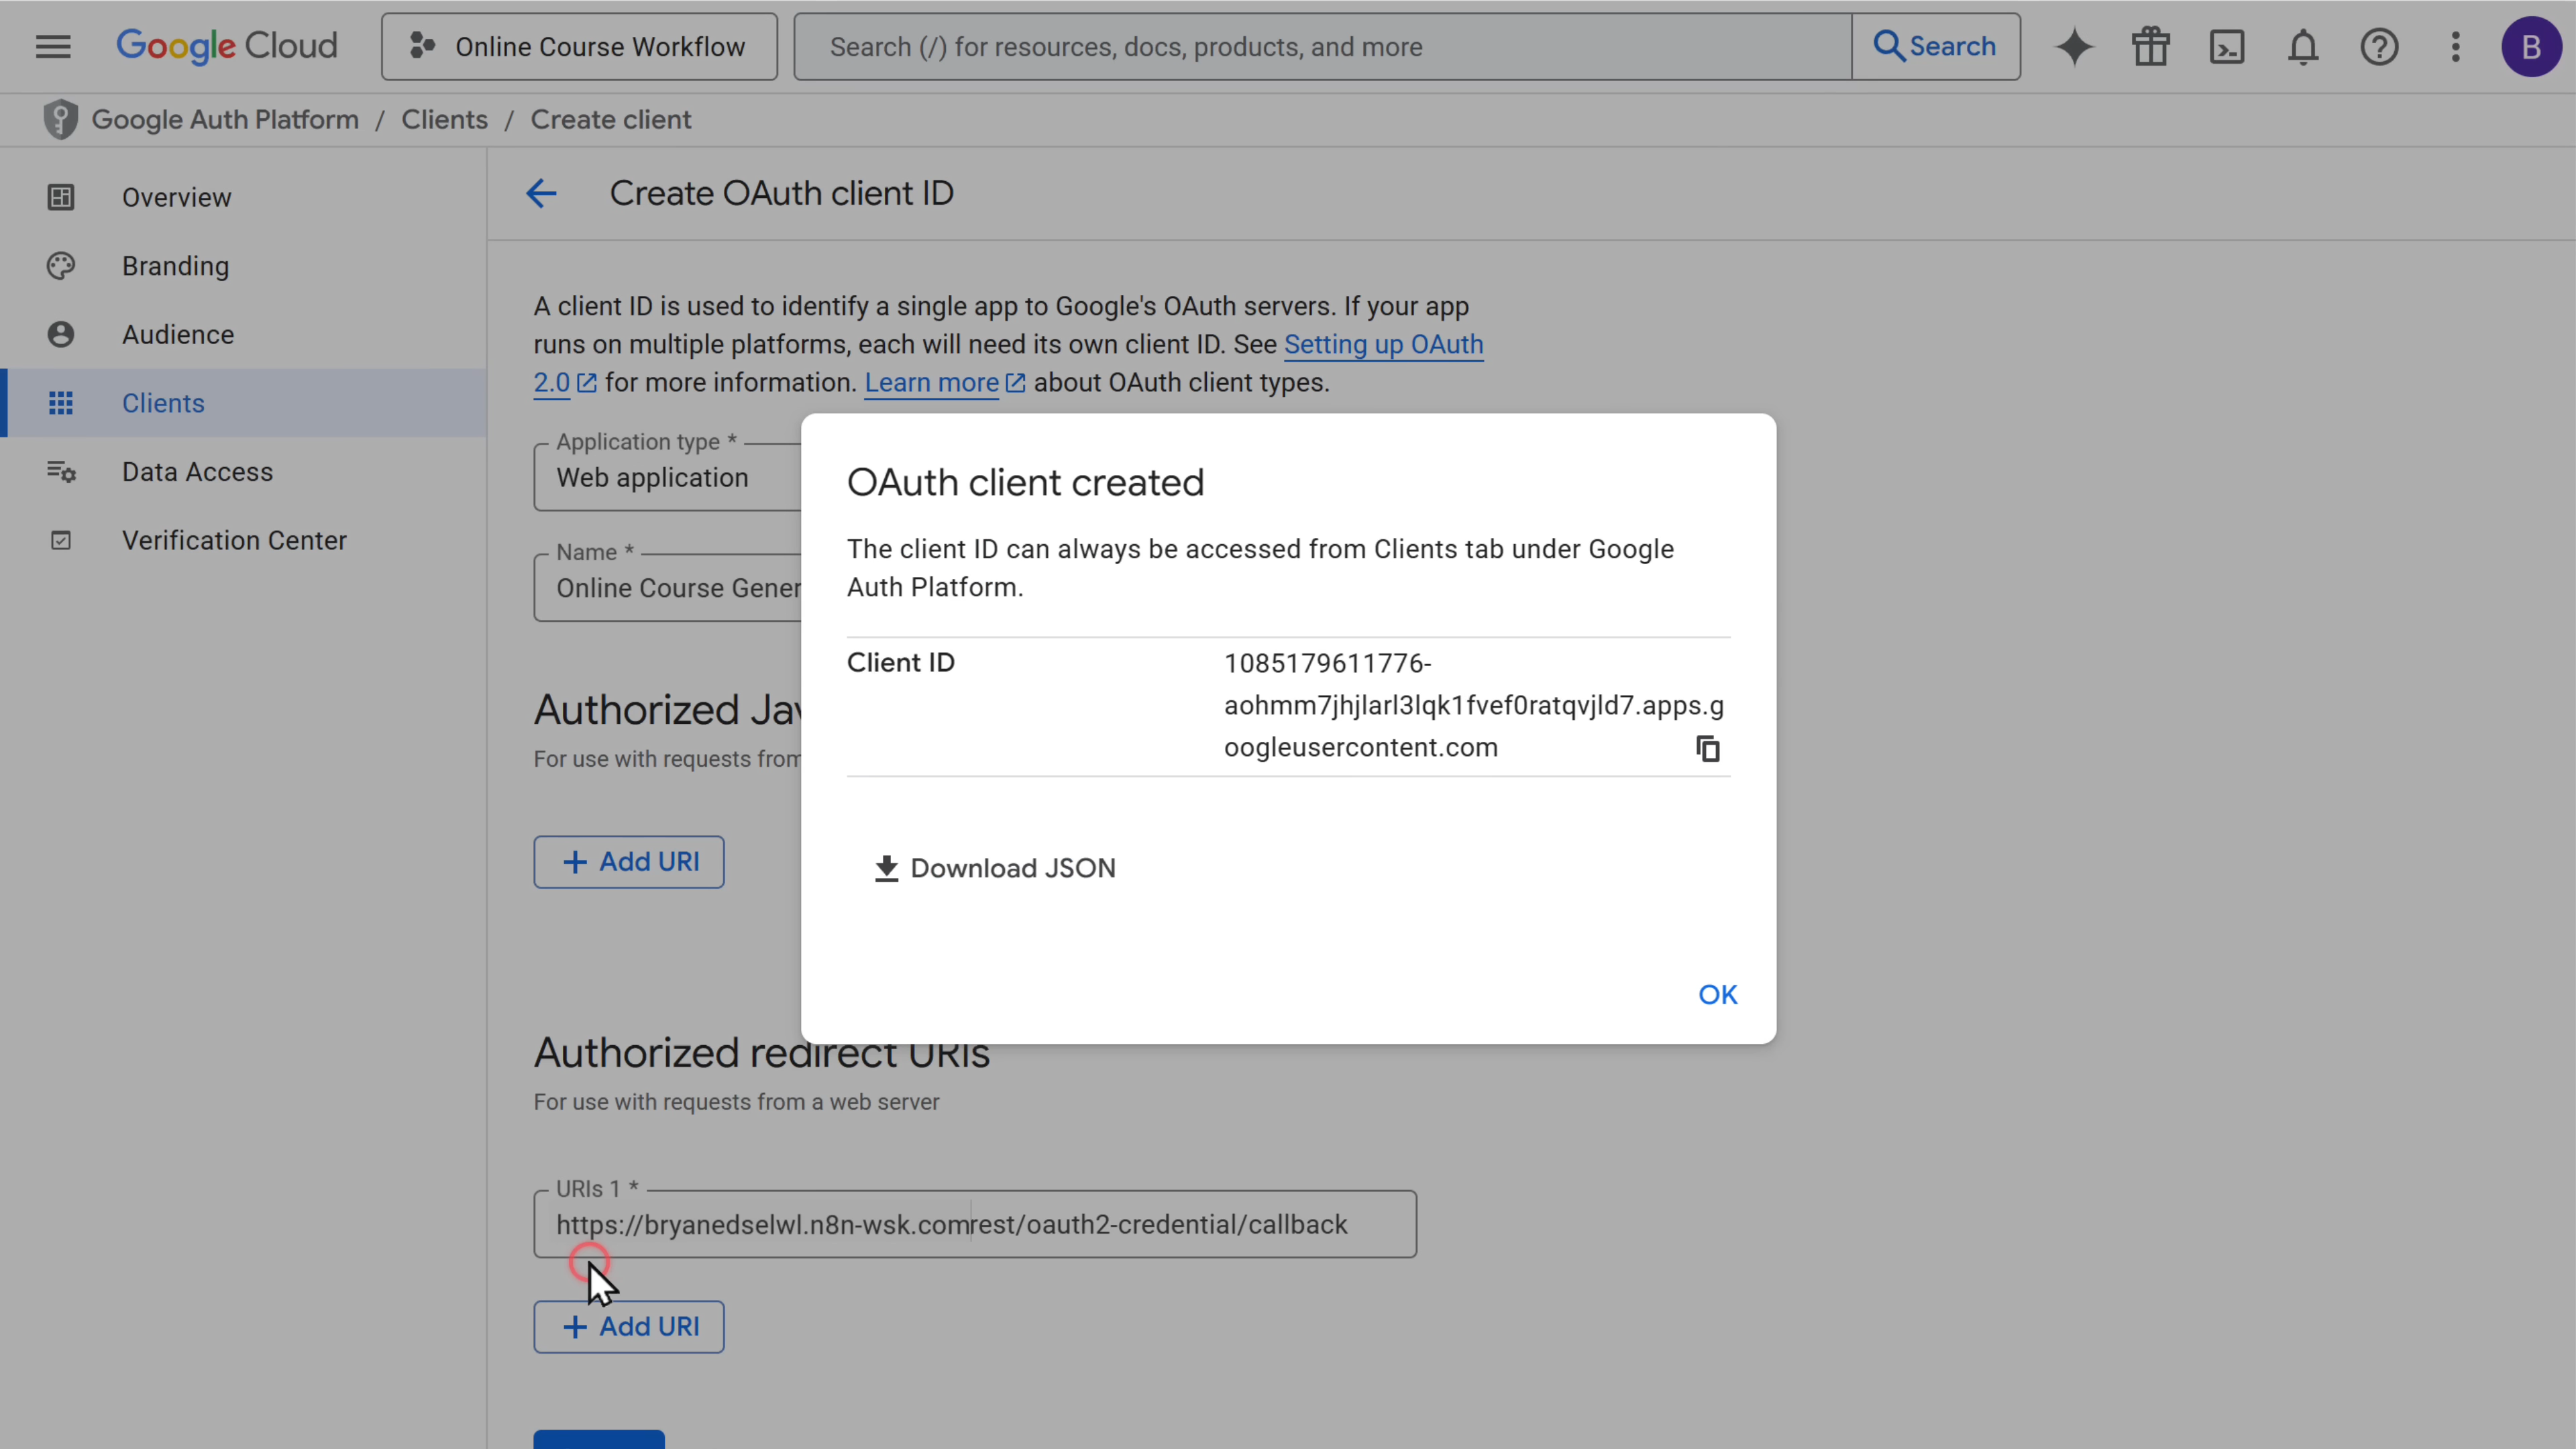 Google Cloud
Online Course Workflow
Search (/) for resources, docs, products, and more
Search
B
Google Auth Platform / Clients / Create client
Overview
Branding
Audience
Clients
Data Access
Verification Center
Create OAuth client ID
A client ID is used to identify a single app to Google's OAuth servers. If your app
runs on multiple platforms, each will need its own client ID. See Setting up OAuth
2.0 for more information. Learn more about OAuth client types.
Application type *
Web application
Name *
Online Course Gener
Authorized Jav
For use with requests from
+ Add URI
OAuth client created
The client ID can always be accessed from Clients tab under Google
Auth Platform.
Client ID
1085179611776-
aohmm7jhjlarl3lqk1fvef0ratqvjld7.apps.g
oogleusercontent.com
Download JSON
OK
Authorized redirect URIs
For use with requests from a web server
URIs 1 *
https://bryanedselwl.n8n-wsk.comrest/oauth2-credential/callback
+ Add URI